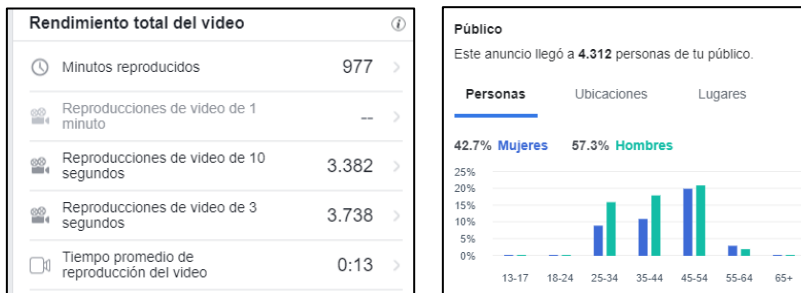 Rendimiento total del video
Minutos reproducidos 977
Reproducciones de video de 1
minuto --
Reproducciones de video de 10
segundos 3.382
Reproducciones de video de 3
segundos 3.738
Tiempo promedio de
reproducción del video 0:13
Público
Este anuncio llegó a 4.312 personas de tu público.
Personas Ubicaciones Lugares
42.7% Mujeres 57.3% Hombres
25%
20%
15%
10%
5%
0%
13-17 18-24 25-34 35-44 45-54 55-64 65+